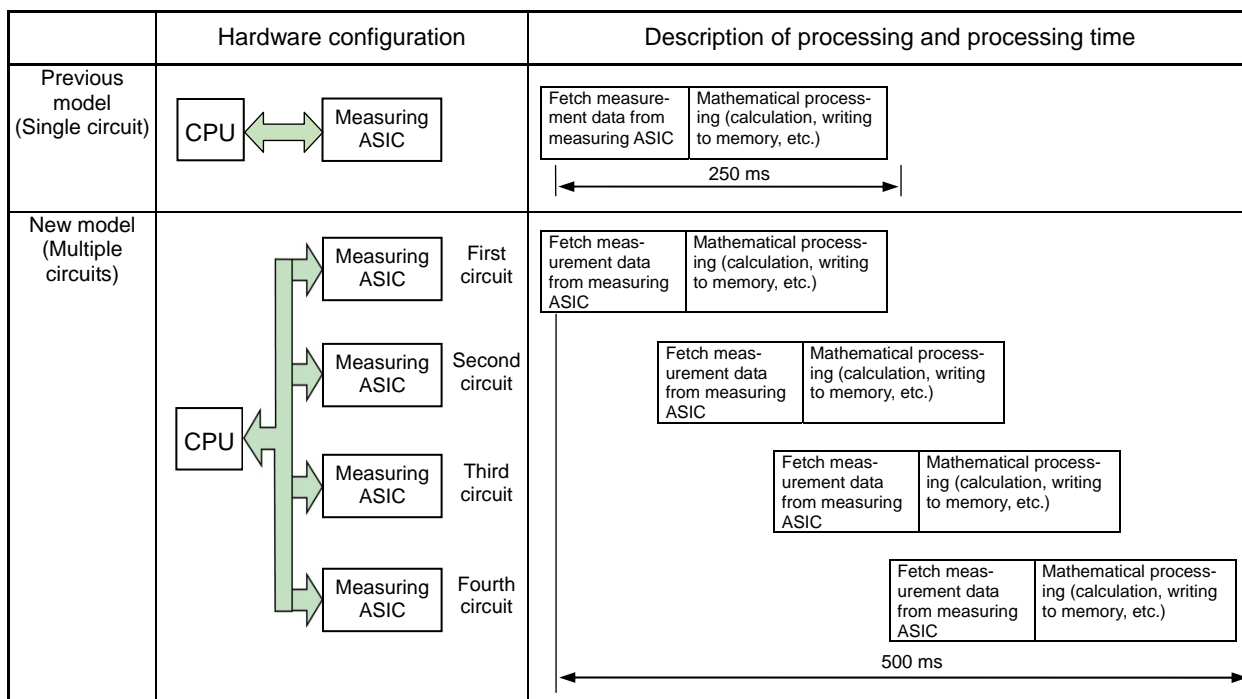 Hardware configuration
Description of processing and processing time
Previous
model
(Single circuit)
CPU
Measuring
ASIC
Fetch measure-
ment data from
measuring ASIC
Mathematical process-
ing (calculation, writing
to memory, etc.)
250 ms
New model
(Multiple
circuits)
CPU
Measuring
ASIC
First
circuit
Fetch meas-
urement data
from measuring
ASIC
Mathematical process-
ing (calculation, writing
to memory, etc.)
Measuring
ASIC
Second
circuit
Fetch meas-
urement data
from measuring
ASIC
Mathematical process-
ing (calculation, writing
to memory, etc.)
Measuring
ASIC
Third
circuit
Fetch meas-
urement data
from measuring
ASIC
Mathematical process-
ing (calculation, writing
to memory, etc.)
Measuring
ASIC
Fourth
circuit
Fetch meas-
urement data
from measuring
ASIC
Mathematical process-
ing (calculation, writing
to memory, etc.)
500 ms